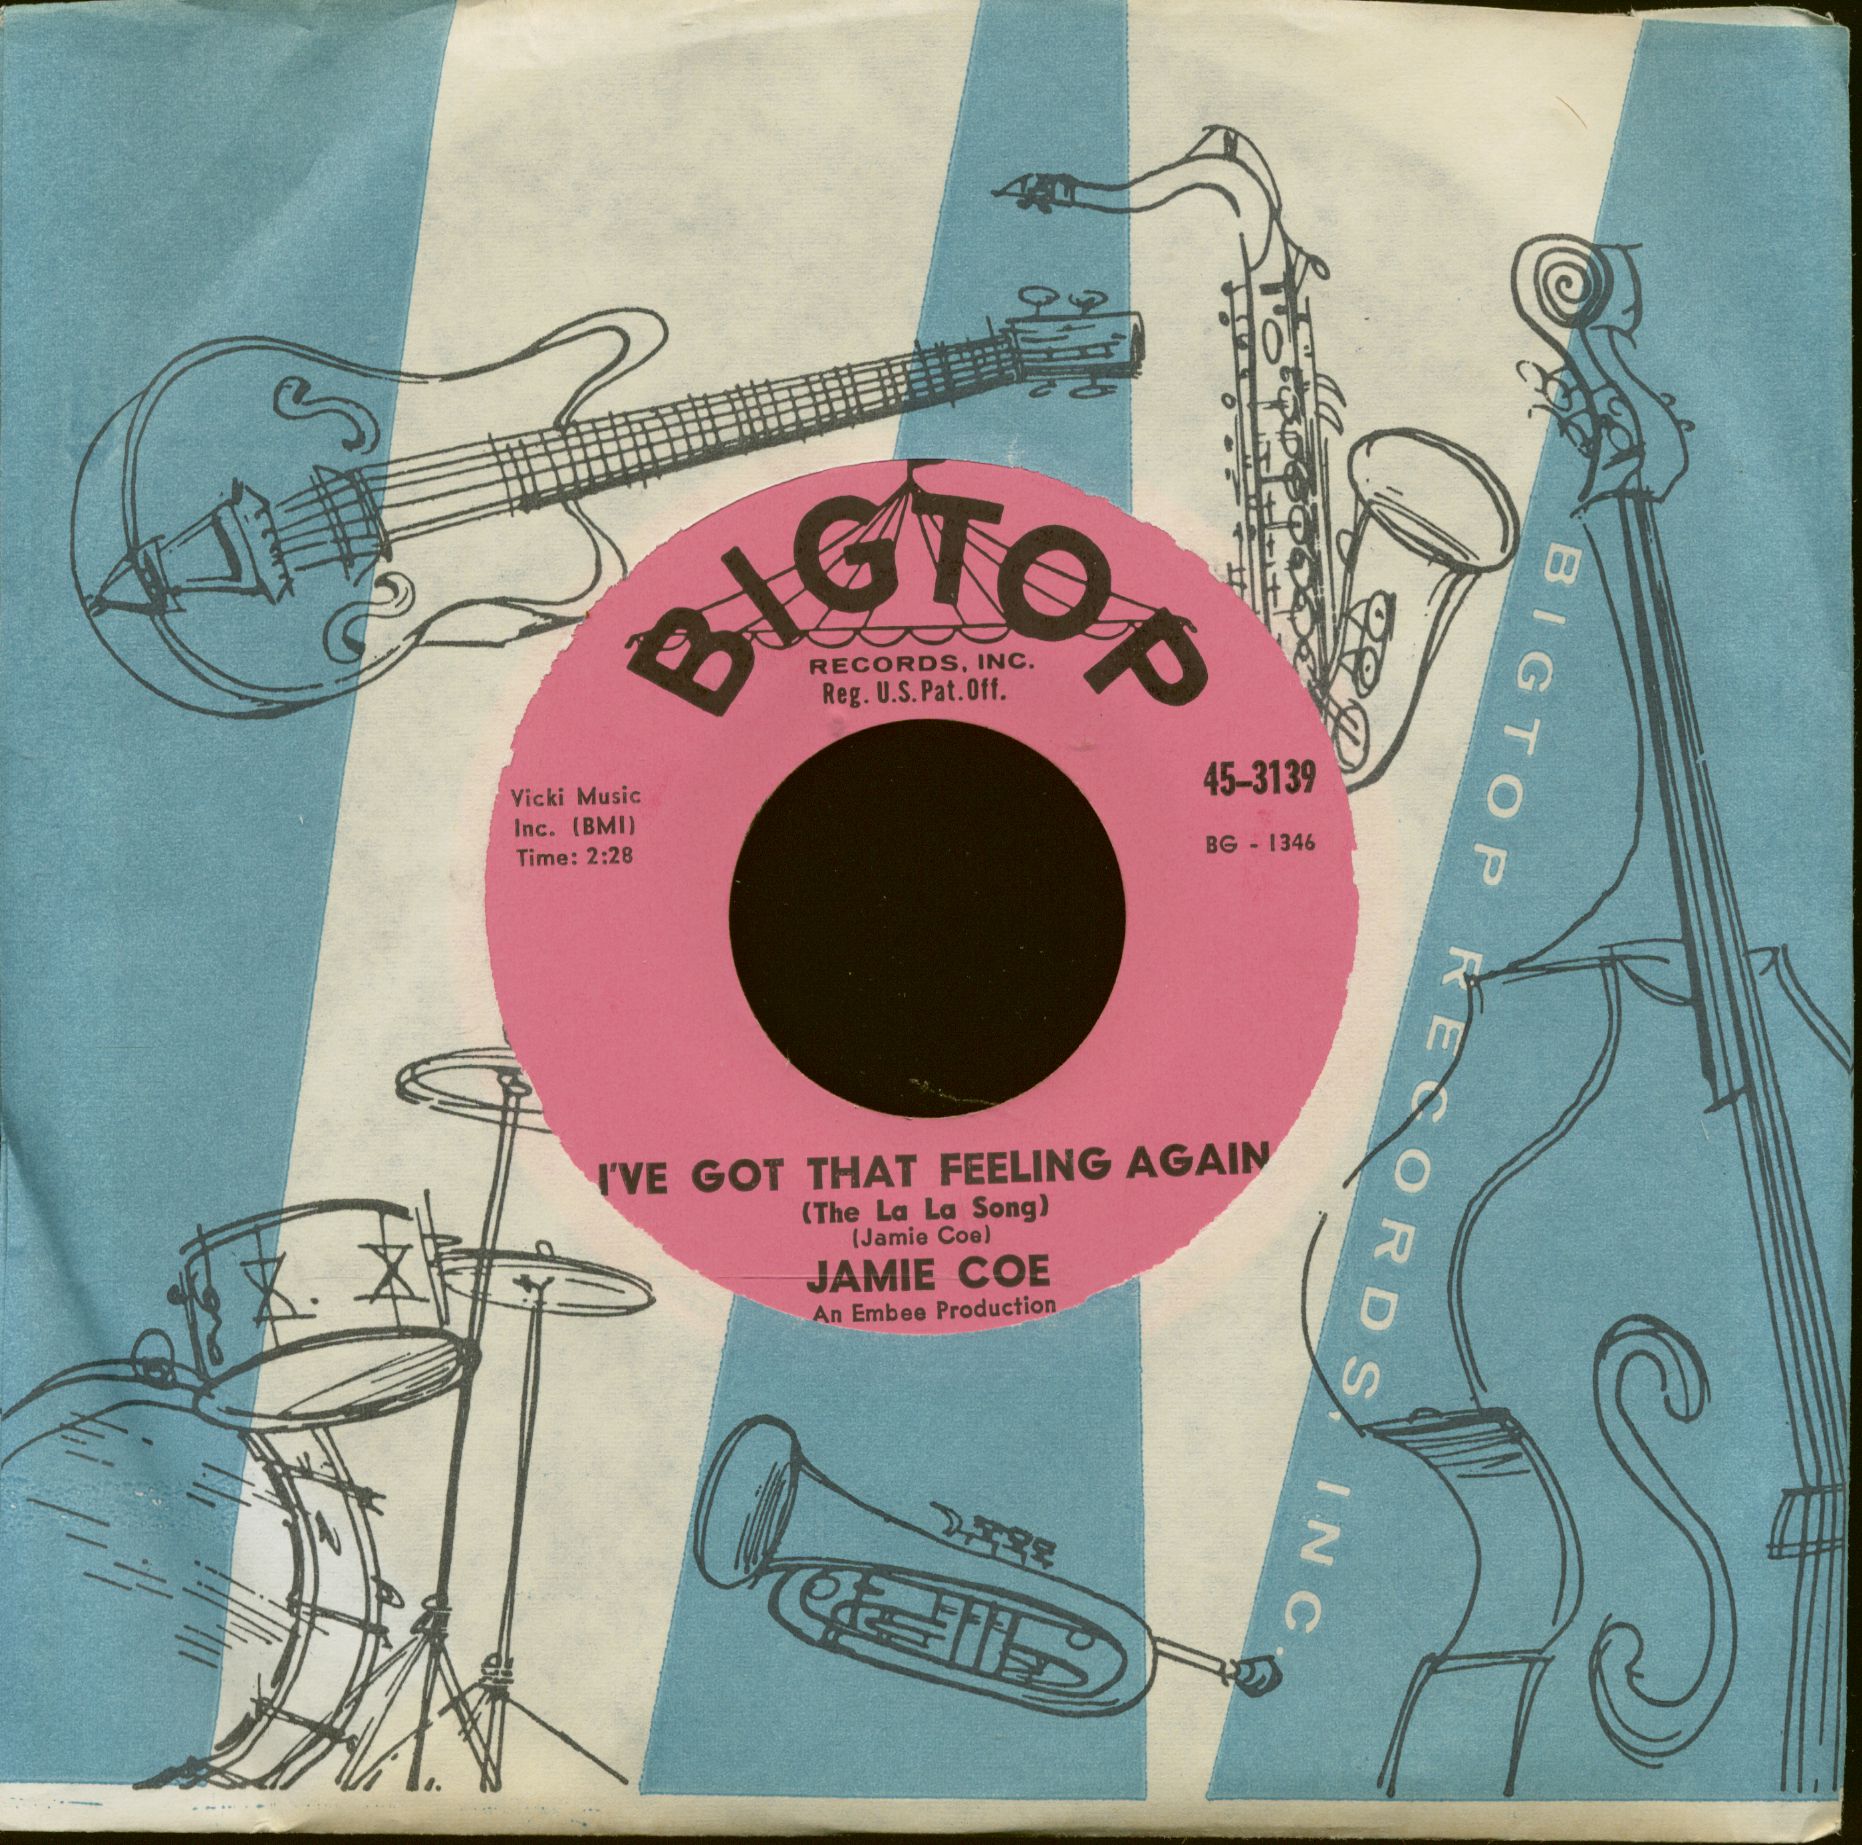 BIGTOP
RECORDS, INC.
Reg. U.S. Pat. Off.
Vicki Music
Inc. (BMI)
Time: 2:28
45–3139
BG - 1346
I'VE GOT THAT FEELING AGAIN
(The La La Song)
(Jamie Coe)
JAMIE COE
An Embee Production
BIGTOP RECORDS, INC.